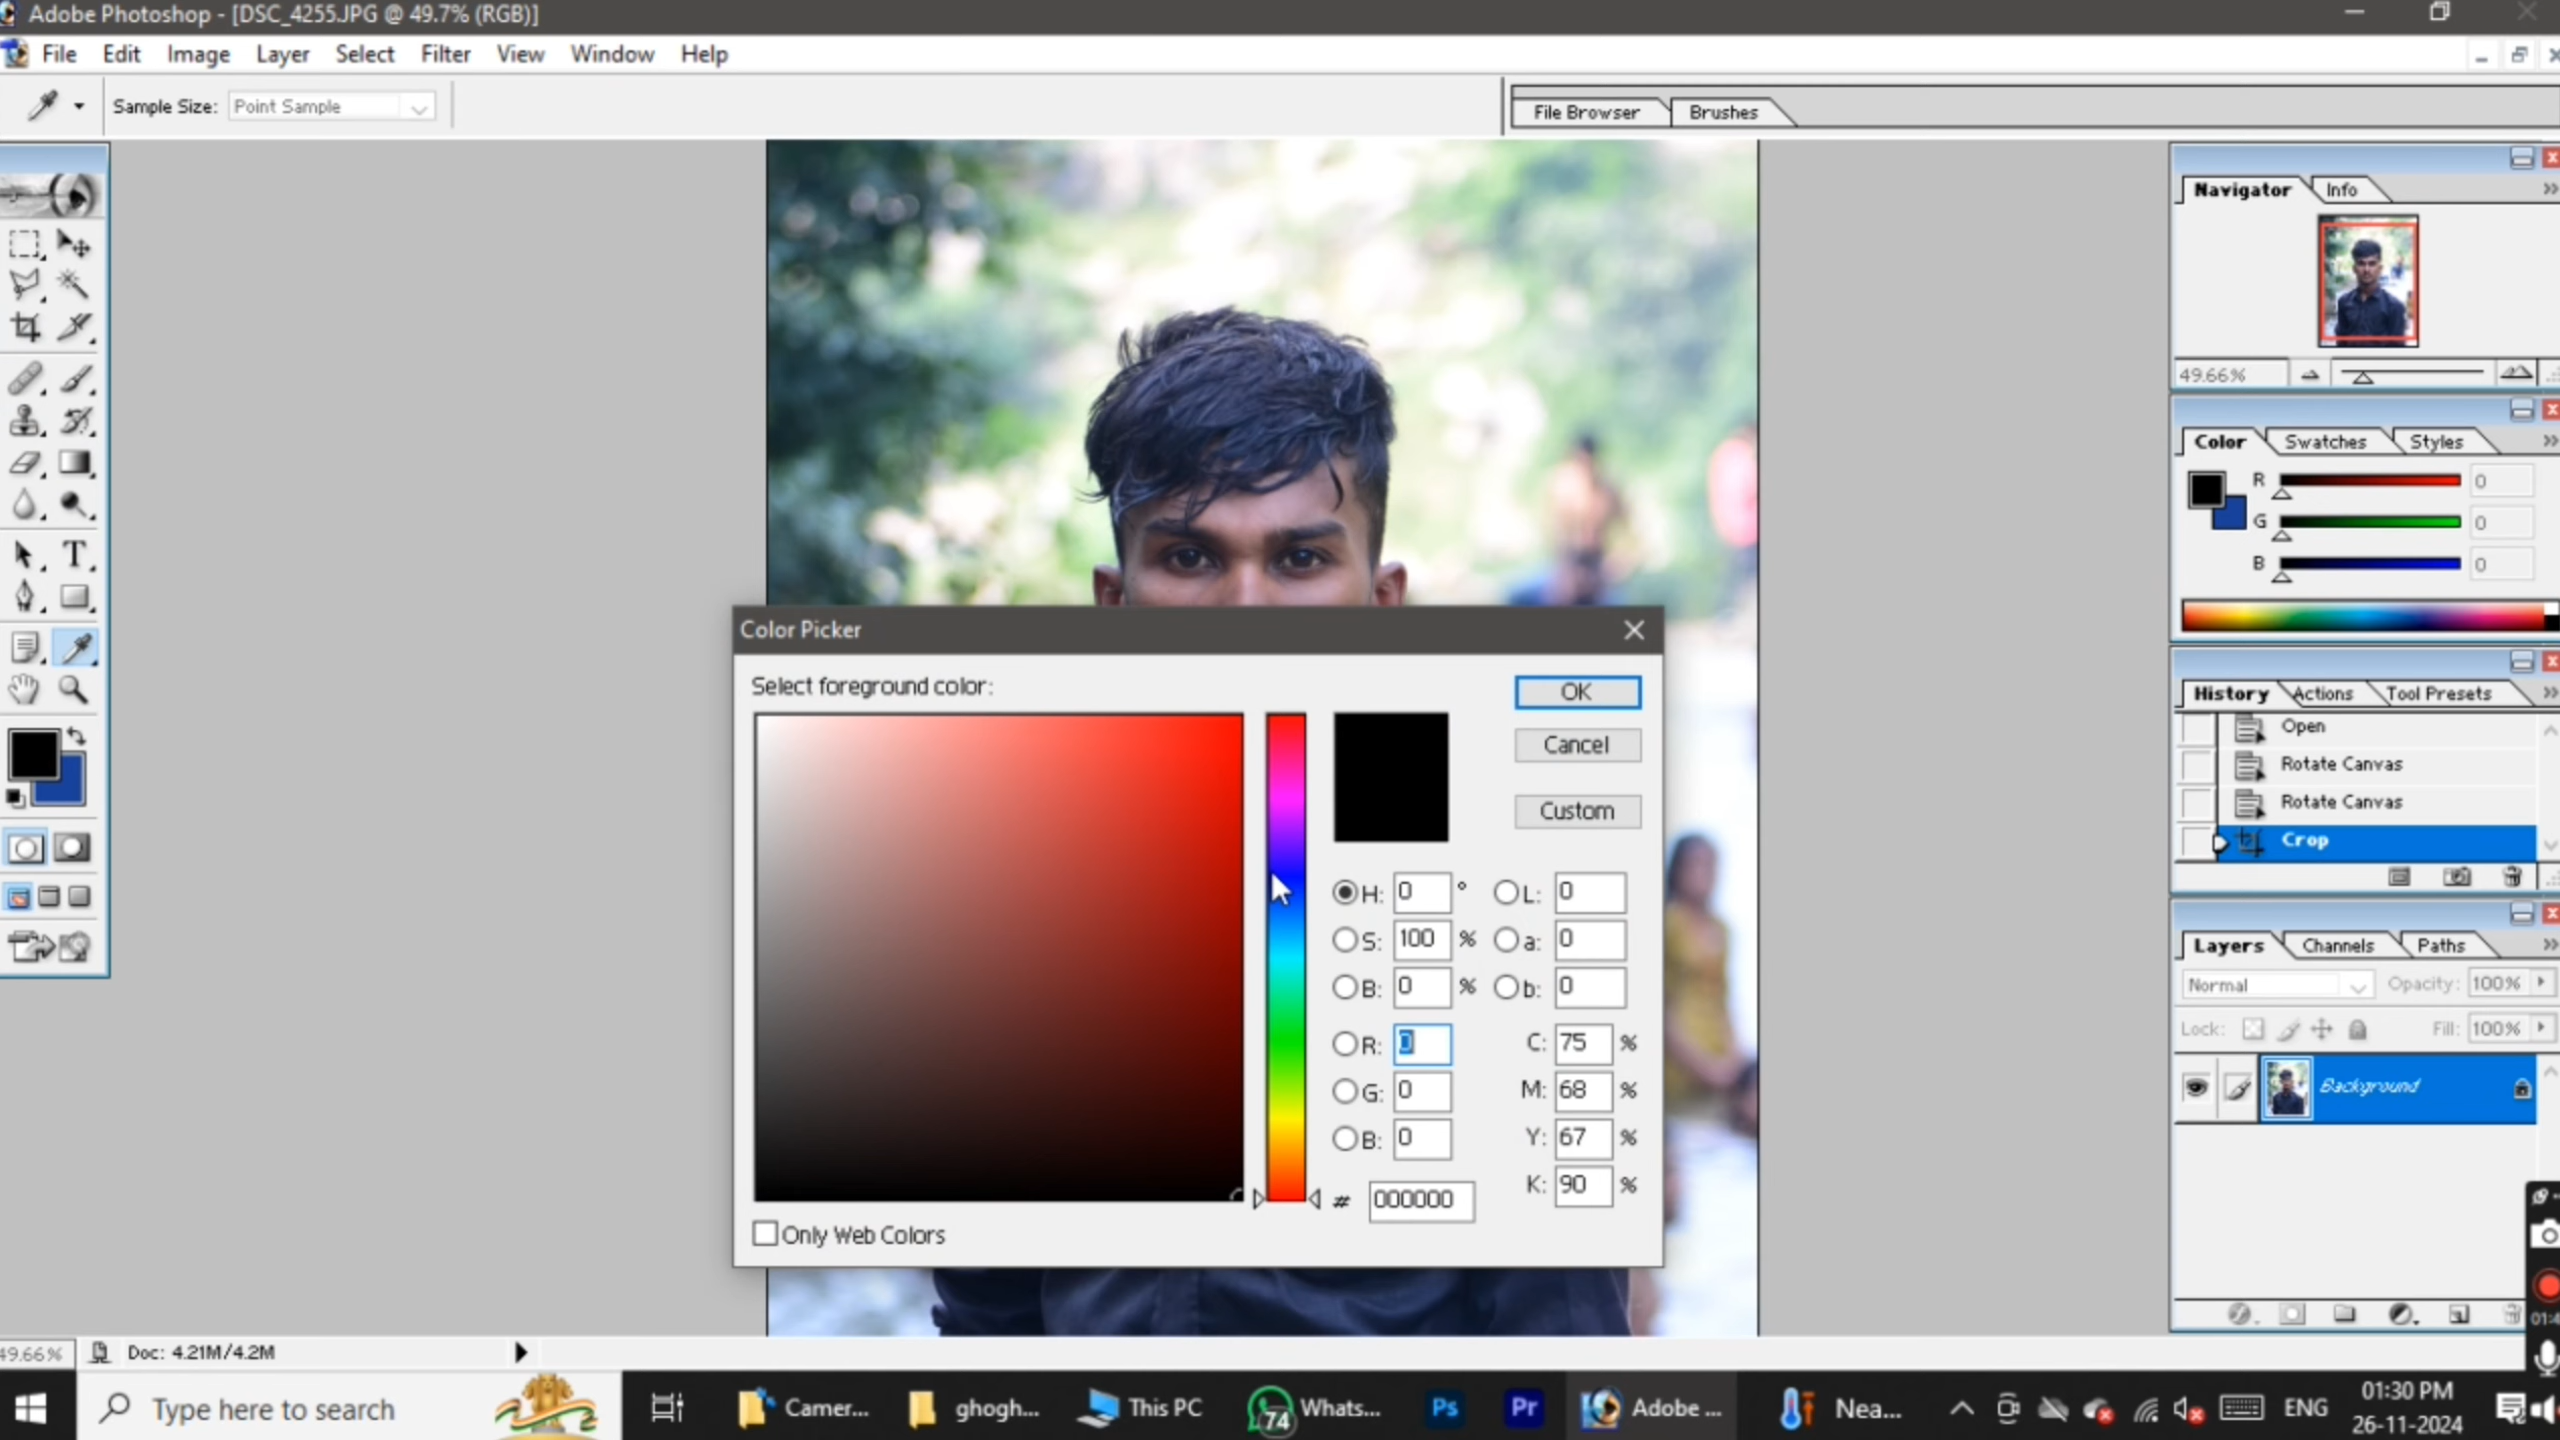 Adobe Photoshop - [DSC_4255.JPG @ 49.7% (RGB)]
File Edit Image Layer Select Filter View Window Help
Sample Size: Point Sample
File Browser Brushes
Navigator Info
49.66%
Color Swatches Styles
R 0
G 0
B 0
History Actions Tool Presets
Open
Rotate Canvas
Rotate Canvas
Crop
Layers Channels Paths
Normal Opacity: 100%
Lock: Fill: 100%
Background
T
Color Picker
Select foreground color:
OK
Cancel
Custom
H: 0 ° L: 0
S: 100 % a: 0
B: 0 % b: 0
R: 0 C: 75 %
G: 0 M: 68 %
B: 0 Y: 67 %
K: 90 %
# 000000
Only Web Colors
49.66% Doc: 4.21M/4.2M
Type here to search
Camer... ghogh... This PC 74 Whats... Ps Pr Adobe ... Nea... ENG
01:30 PM
26-11-2024